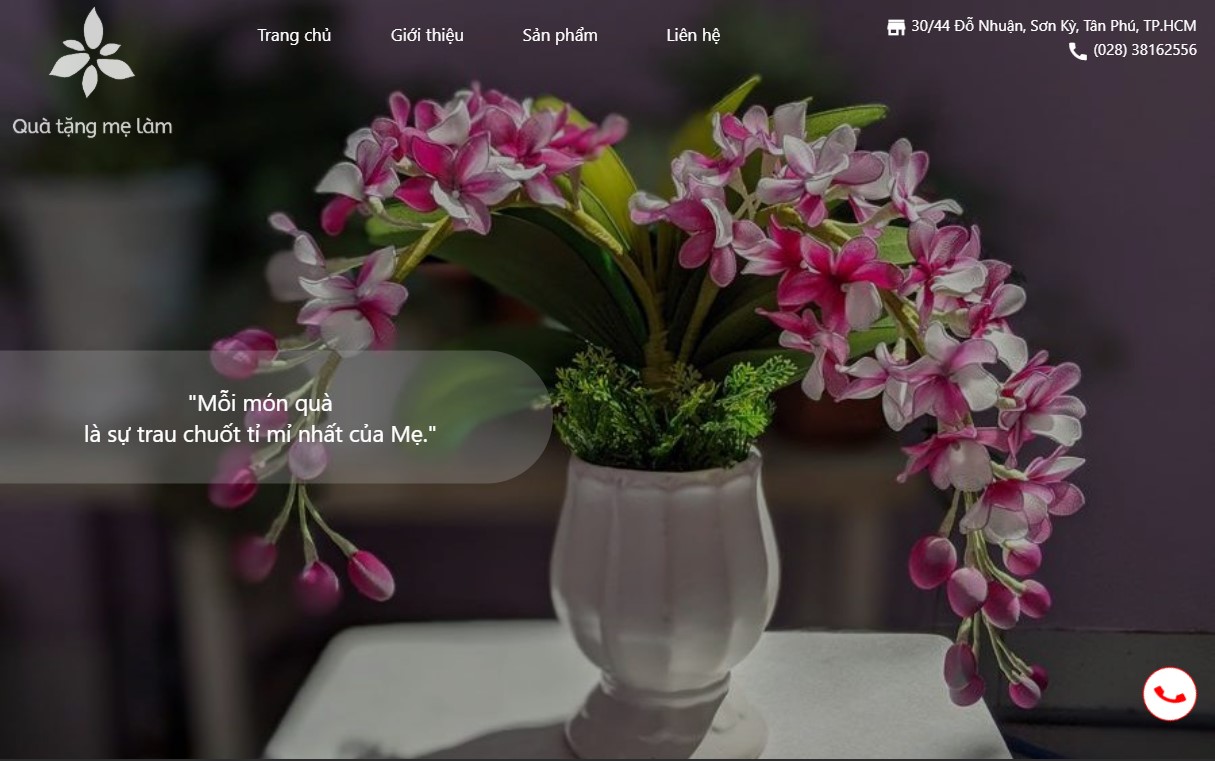 Trang chủ
Giới thiệu
Sản phẩm
Liên hệ
30/44 Đỗ Nhuận, Sơn Kỳ, Tân Phú, TP.HCM
(028) 38162556
Quà tặng mẹ làm
"Mỗi món quà
là sự trau chuốt tỉ mỉ nhất của Mẹ."